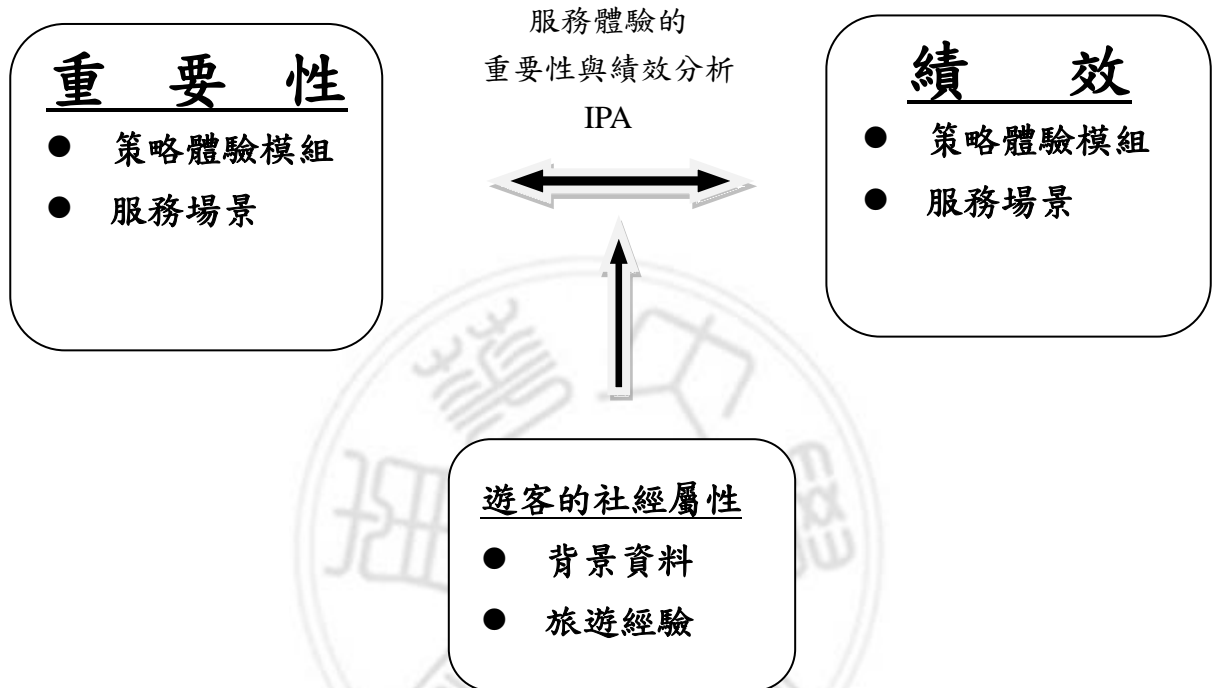 重要性
● 策略體驗模組
● 服務場景
服務體驗的
重要性與績效分析
IPA
績效
● 策略體驗模組
● 服務場景
遊客的社經屬性
● 背景資料
● 旅遊經驗